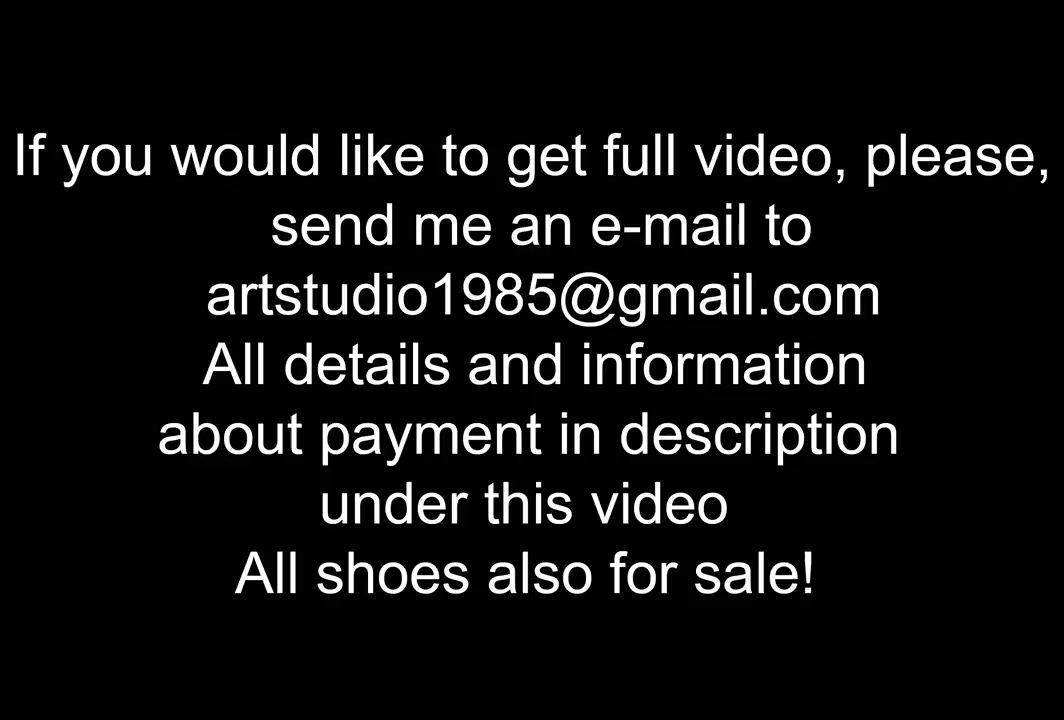 If you would like to get full video, please,
send me an e-mail to
artstudio1985@gmail.com
All details and information
about payment in description
under this video
All shoes also for sale!